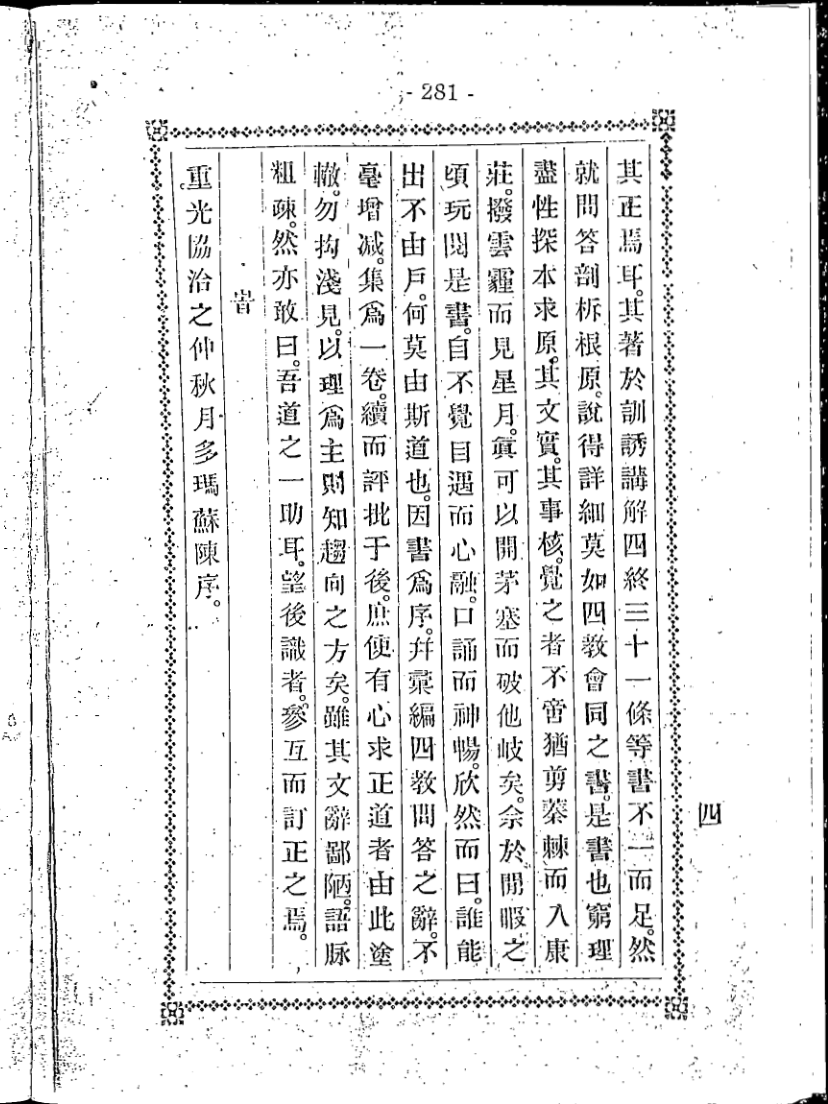 - 281 -
四
其正焉耳。其著於訓誘講解四終三十一條等書不一而足。然
就問答剖析根原。說得詳細莫如四教會同之書。是書也窮理
盡性探本求原。其文實。其事核。覺之者不啻猶剪蓁棘而入康
莊。撥雲霾而見星月。眞可以開茅塞而破他岐矣。余於閒暇之
頃玩閱是書。自不覺目遇而心融。口誦而神暢。欣然而曰。誰能
出不由戶。何莫由斯道也。因書爲序。幷彙編四教問答之辭。不
毫增减。集爲一卷。續而評批于後。庶使有心求正道者由此塗
轍。勿拘淺見。以理爲主則知趨向之方矣。雖其文辭鄙陋。語脉
粗疎。然亦敢曰。吾道之一助耳。望後識者。參互而訂正之焉。
旹
重光協洽之仲秋月多瑪蘇陳序。